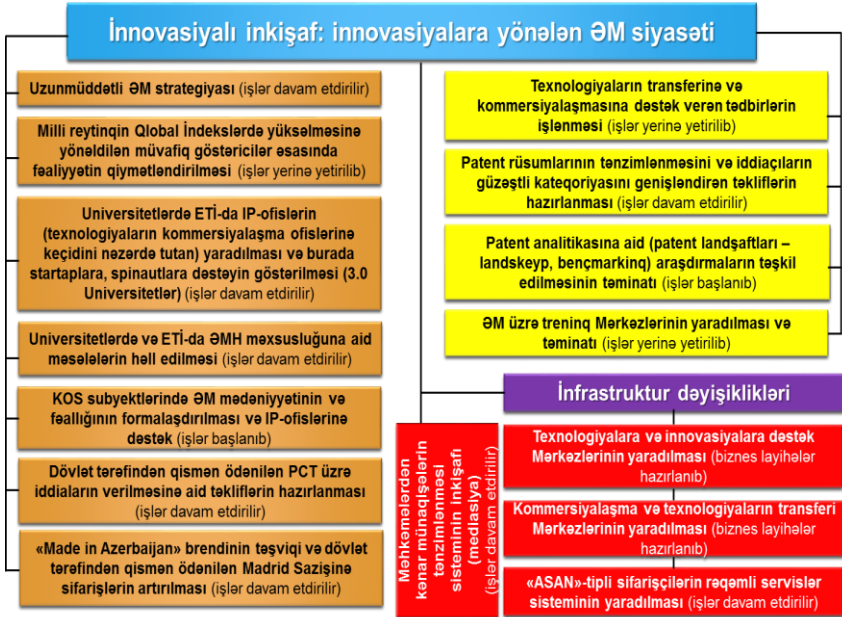 İnnovasiyalı inkişaf: innovasiyalara yönələn ƏM siyasəti
Uzunmüddətli ƏM strategiyası (işlər davam etdirilir)
Milli reytinqin Qlobal İndekslərdə yüksəlməsinə
yönəldilən müvafiq göstəricilər əsasında
fəaliyyətin qiymətləndirilməsi (işlər yerinə yetirilib)
Universitetlərdə ETİ-da IP-ofislərin
(texnologiyaların kommersiyalaşma ofislərinə
keçidini nəzərdə tutan) yaradılması və burada
startaplara, spinautlara dəstəyin göstərilməsi (3.0
Universitetlər) (işlər davam etdirilir)
Universitetlərdə və ETİ-da ƏMH məxsusluğuna aid
məsələlərin həll edilməsi (işlər davam etdirilir)
KOS subyektlərində ƏM mədəniyyətinin və
fəallığının formalaşdırılması və IP-ofislərinə
dəstək (işlər başlanıb)
Dövlət tərəfindən qismən ödənilən PCT üzrə
iddiaların verilməsinə aid təkliflərin hazırlanması
(işlər davam etdirilir)
«Made in Azerbaijan» brendinin təşviqi və dövlət
tərəfindən qismən ödənilən Madrid Sazişinə
sifarişlərin artırılması (işlər davam etdirilir)
Texnologiyaların transferinə və
kommersiyalaşmasına dəstək verən tədbirlərin
işlənməsi (işlər yerinə yetirilib)
Patent rüsumlarının tənzimlənməsini və iddiaçıların
güzəştli kateqoriyasını genişləndirən təkliflərin
hazırlanması (işlər davam etdirilir)
Patent analitikasına aid (patent landşaftları –
landskeyp, bençmarkinq) araşdırmaların təşkil
edilməsinin təminatı (işlər başlanıb)
ƏM üzrə treninq Mərkəzlərinin yaradılması və
təminatı (işlər yerinə yetirilib)
Məhkəmələrdən
kənar münaqişələrin
tənzimlənməsi
sisteminin inkişafı
(mediasiya)
(işlər davam etdirilir)
İnfrastruktur dəyişiklikləri
Texnologiyalara və innovasiyalara dəstək
Mərkəzlərinin yaradılması (biznes layihələr
hazırlanıb)
Kommersiyalaşma və texnologiyaların transferi
Mərkəzlərinin yaradılması (biznes layihələr
hazırlanıb)
«ASAN»-tipli sifarişçilərin rəqəmli servislər
sisteminin yaradılması (işlər davam etdirilir)